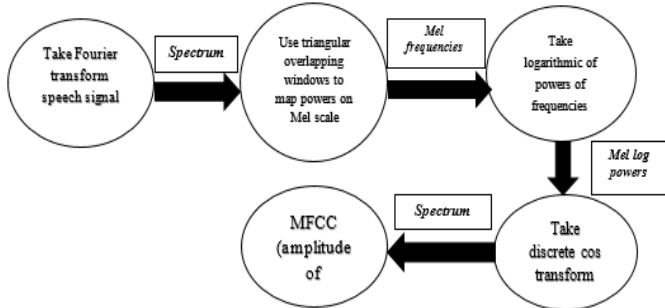 Take Fourier
transform
speech signal
Spectrum
Use triangular
overlapping
windows to
map powers on
Mel scale
Mel
frequencies
Take
logarithmic of
powers of
frequencies
Mel log
powers
Take
discrete cos
transform
Spectrum
MFCC
(amplitude
of